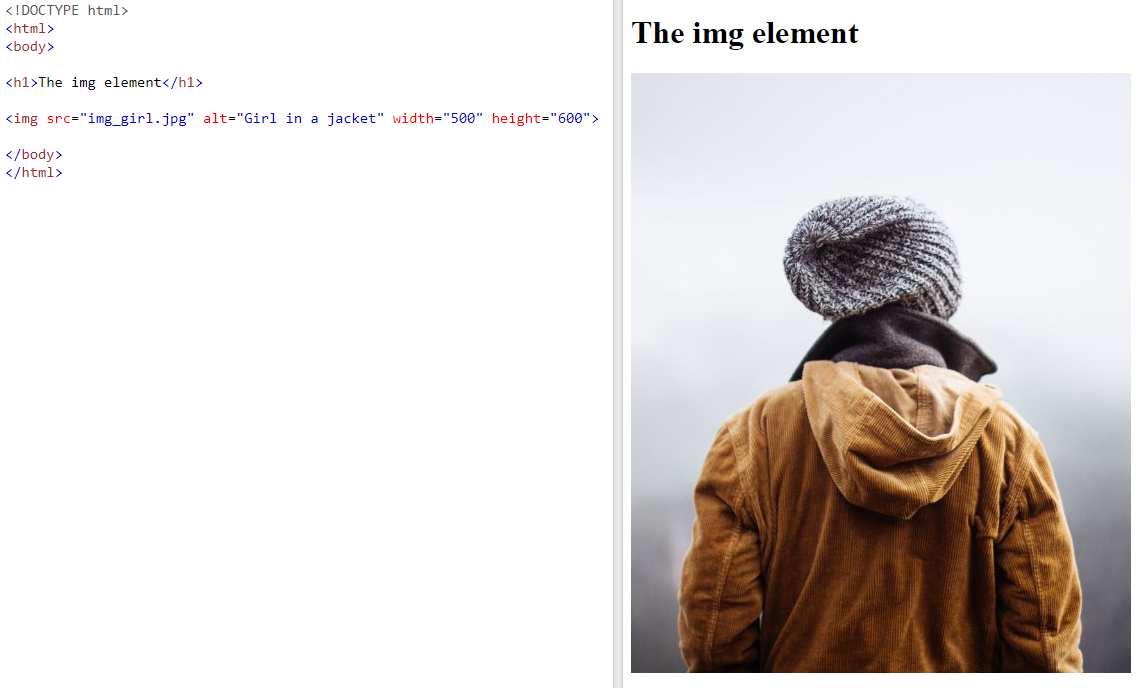 <!DOCTYPE html>
<html>
<body>
<h1>The img element</h1>
<img src="img_girl.jpg" alt="Girl in a jacket" width="500" height="600">
</body>
</html>
The img element